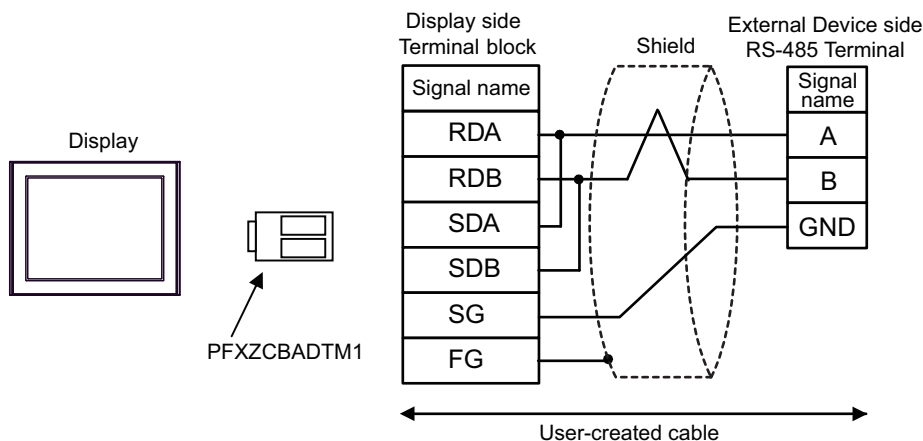 Display side
Terminal block
Shield
External Device side
RS-485 Terminal
Signal name
Signal
name
RDA
A
Display
RDB
B
SDA
GND
SDB
SG
PFXZCBADTM1
FG
User-created cable